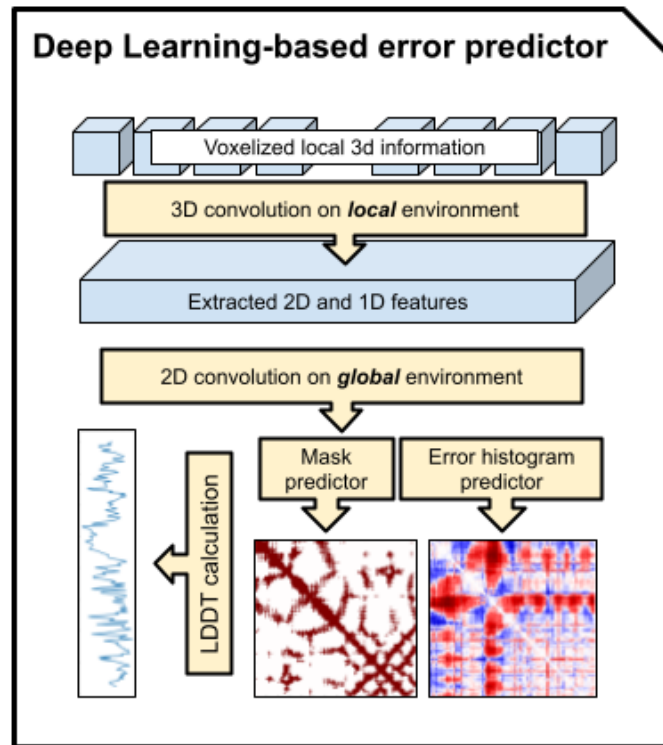 Deep Learning-based error predictor
Voxelized local 3d information
3D convolution on local environment
Extracted 2D and 1D features
2D convolution on global environment
Mask
predictor
Error histogram
predictor
LDDT calculation